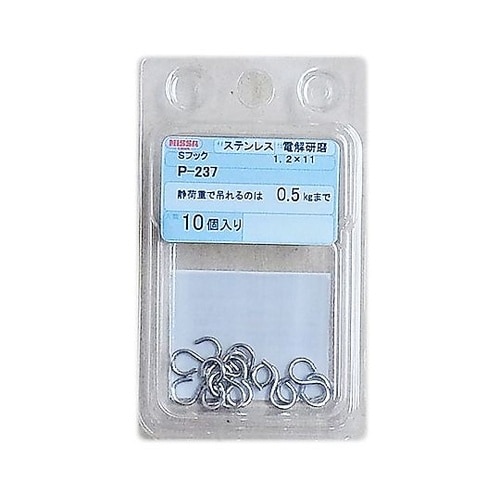 NISSA ステンレス 電解研磨
Sフック 1.2×11
P-237
静荷重で吊れるのは 0.5kgまで
10個入り